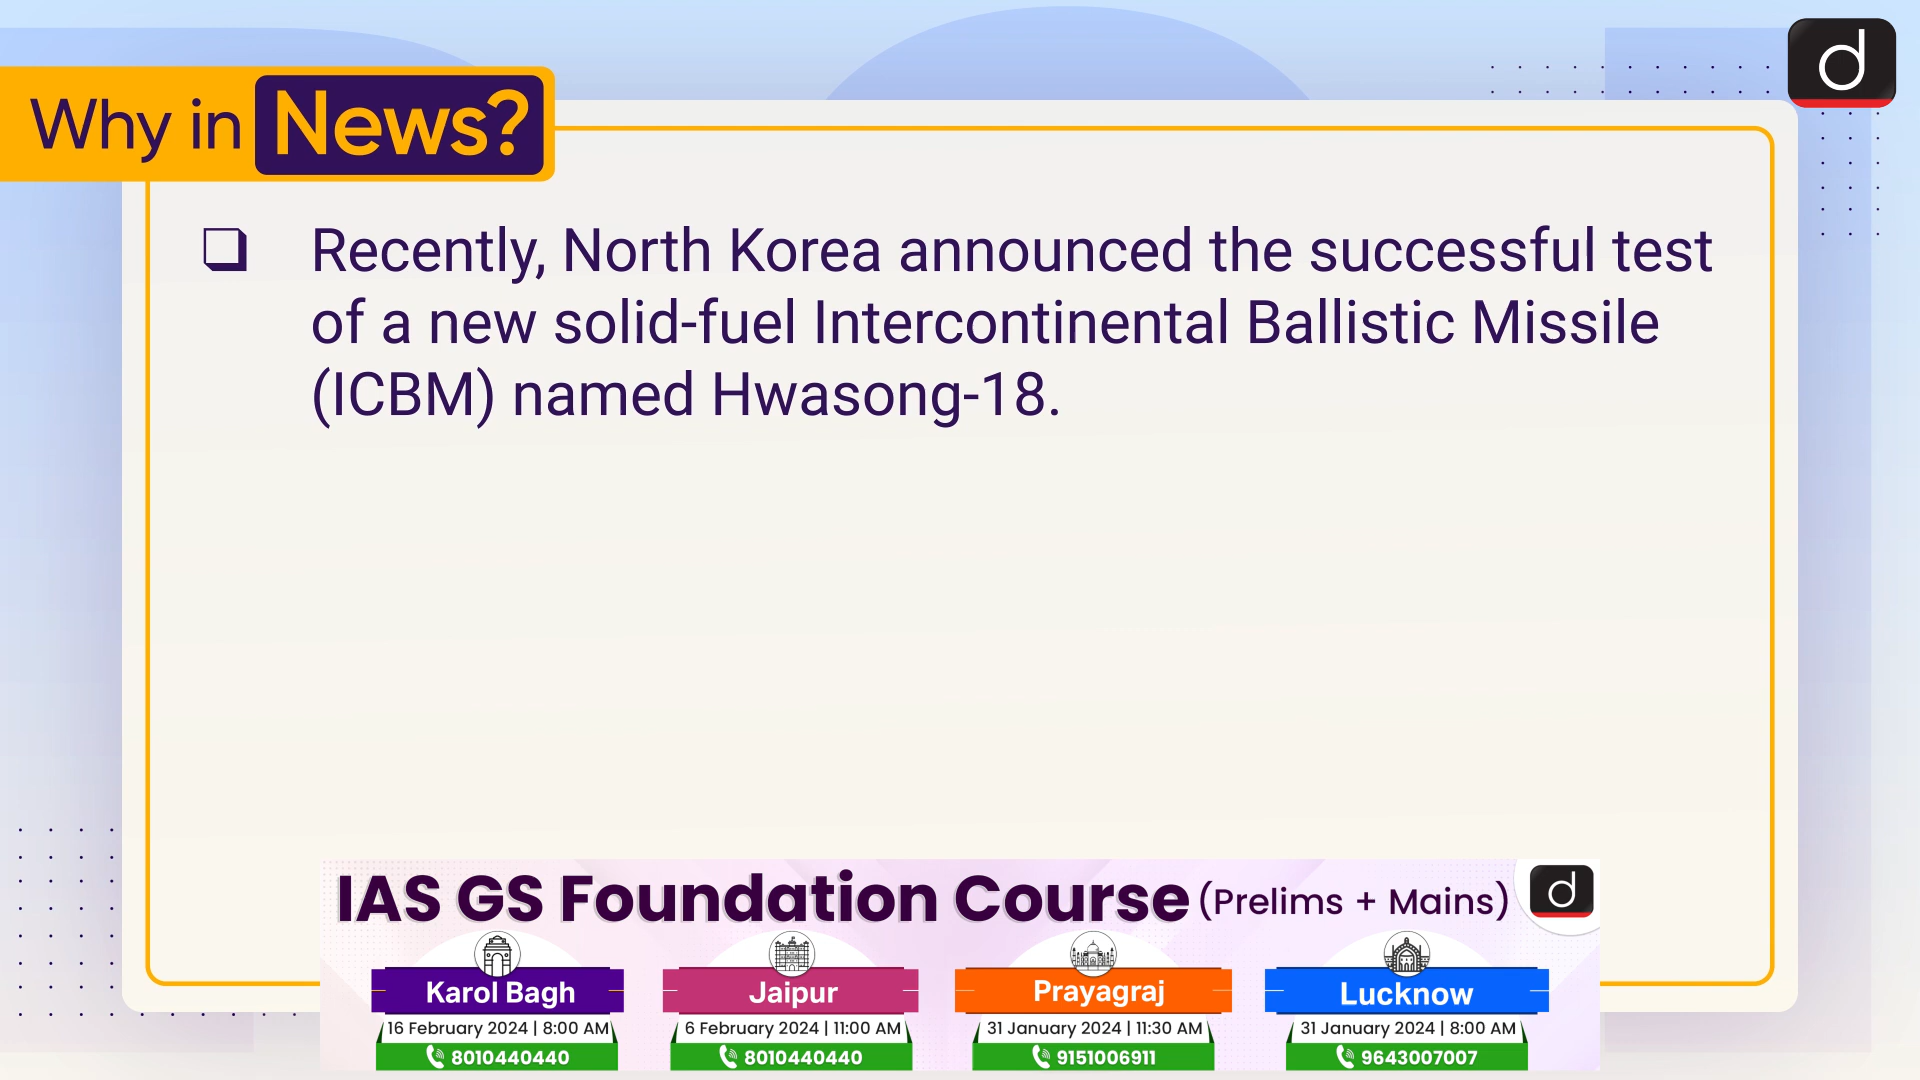 Why in News?
❑ Recently, North Korea announced the successful test
of a new solid-fuel Intercontinental Ballistic Missile
(ICBM) named Hwasong-18.
d
IAS GS Foundation Course (Prelims + Mains)
d
Karol Bagh
16 February 2024 | 8:00 AM
8010440440
Jaipur
6 February 2024 | 11:00 AM
8010440440
Prayagraj
31 January 2024 | 11:30 AM
9151006911
Lucknow
31 January 2024 | 8:00 AM
9643007007